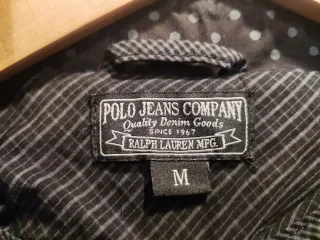 POLO JEANS COMPANY
Quality Denim Goods
SINCE 1967
RALPH LAUREN MFG.
M